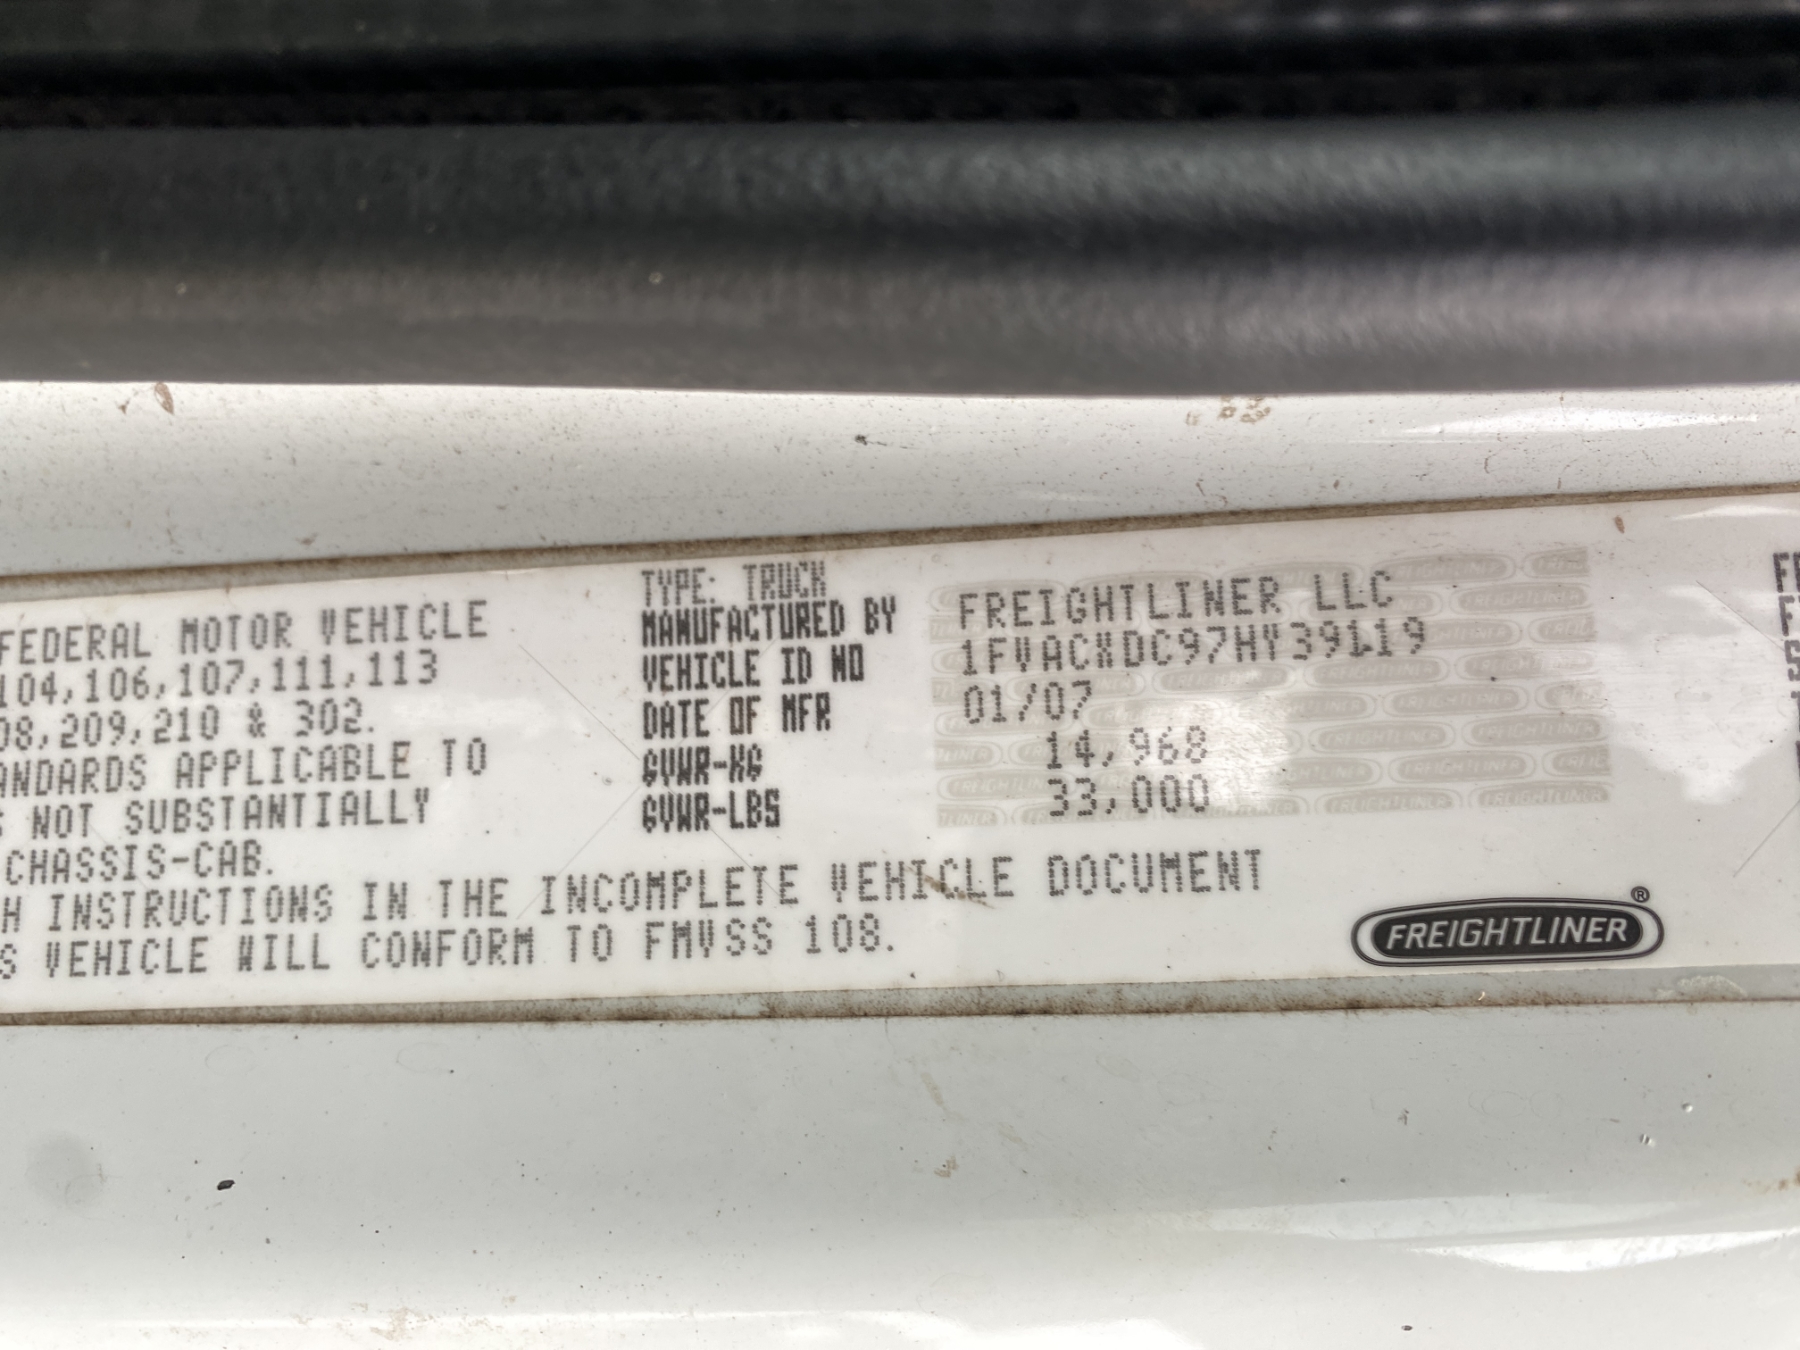 FEDERAL MOTOR VEHICLE
104,106,107,111,113
08,209,210 & 302.
ANDARDS APPLICABLE TO
NOT SUBSTANTIALLY
CHASSIS-CAB.
H INSTRUCTIONS IN THE INCOMPLETE VEHICLE DOCUMENT
S VEHICLE WILL CONFORM TO FMVSS 108.
TYPE: TRUCK
MANUFACTURED BY FREIGHTLINER LLC
VEHICLE ID NO 1FVACXDC97HY39119
DATE OF MFR 01/07
GVWR-KG 14,968
GVWR-LBS 33,000
FREIGHTLINER®